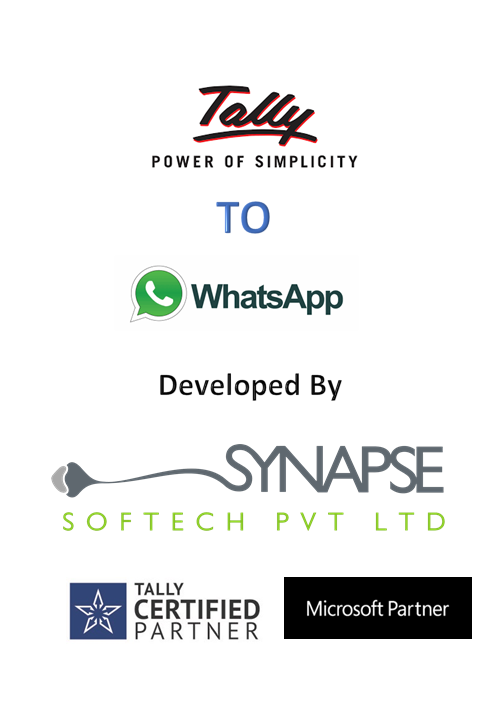 Tally
POWER OF SIMPLICITY
TO
WhatsApp
Developed By
SYNAPSE
SOFTECH PVT LTD
TALLY
CERTIFIED
PARTNER
Microsoft Partner